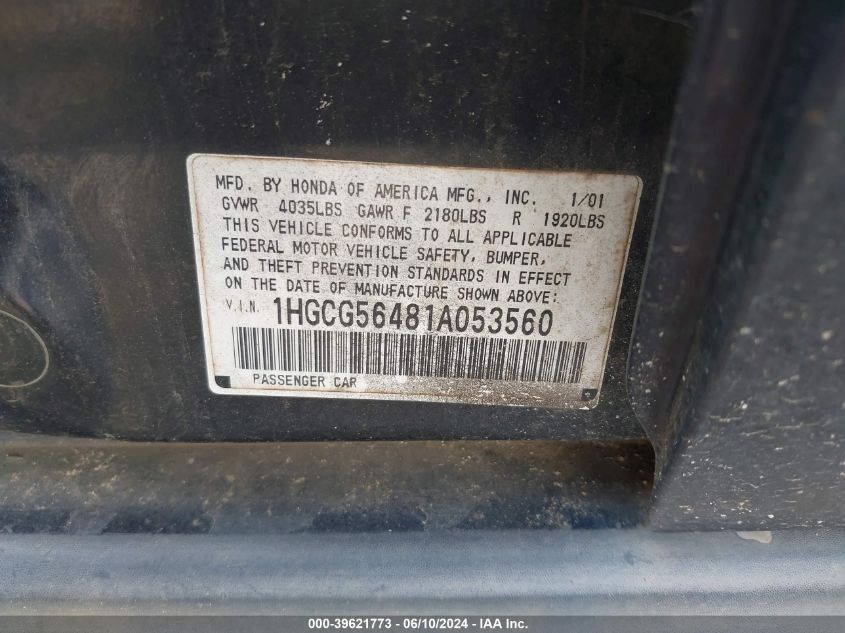 MFD. BY HONDA OF AMERICA MFG., INC. 1/01
GVWR 4035LBS GAWR F 2180LBS R 1920LBS
THIS VEHICLE CONFORMS TO ALL APPLICABLE
FEDERAL MOTOR VEHICLE SAFETY, BUMPER,
AND THEFT PREVENTION STANDARDS IN EFFECT
ON THE DATE OF MANUFACTURE SHOWN ABOVE:
V.I.N. 1HGCG56481A053560
PASSENGER CAR
000-39621773 - 06/10/2024 - IAA Inc.